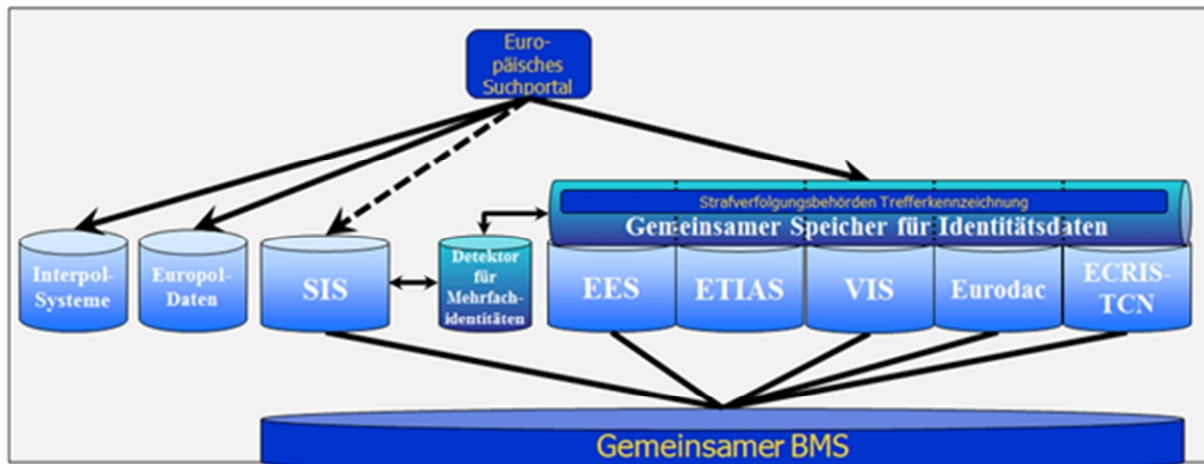 Euro-
päisches
Suchportal
Strafverfolgungsbehörden Trefferkennzeichnung
Gemeinsamer Speicher für Identitätsdaten
Interpol-
Systeme
Europol-
Daten
SIS
Detektor
für
Mehrfach-
identitäten
EES
ETIAS
VIS
Eurodac
ECRIS-
TCN
Gemeinsamer BMS